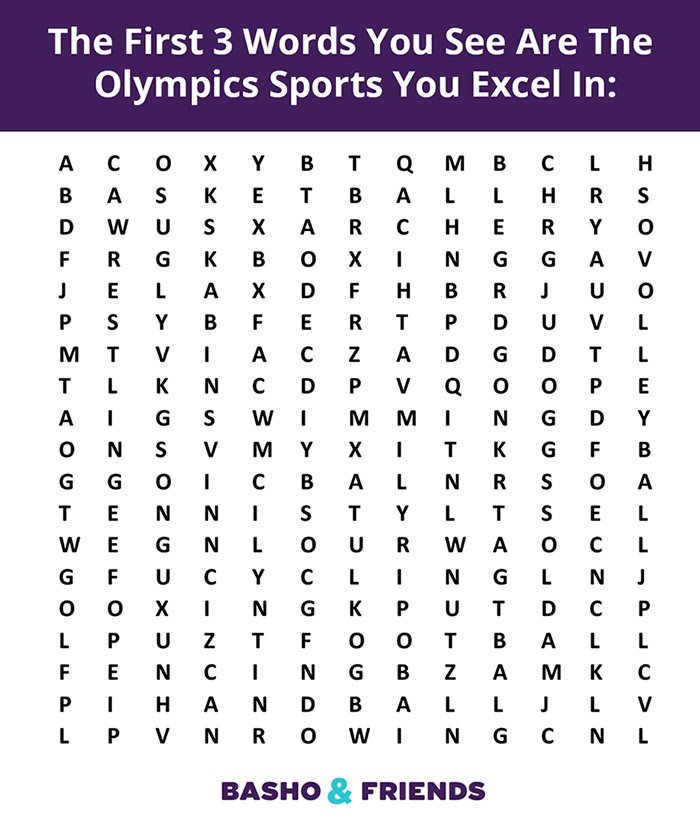 The First 3 Words You See Are The
Olympics Sports You Excel In:
A C O X Y B T Q M B C L H
B A S K E T B A L L H R S
D W U S X A R C H E R Y O
F R G K B O X I N G G A V
J E L A X D F H B R J U O
P S Y B F E R T P D U V L
M T V I A C Z A D G D T L
T L K N C D P V Q O O P E
A I G S W I M M I N G D Y
O N S V M Y X I T K G F B
G G O I C B A L N R S O A
T E N N I S T Y L T S E L
W E G N L O U R W A O C L
G F U C Y C L I N G L N J
O O X I N G K P U T D C P
L P U Z T F O O T B A L L
F E N C I N G B Z A M K C
P I H A N D B A L L J L V
L P V N R O W I N G C N L
BASHO & FRIENDS